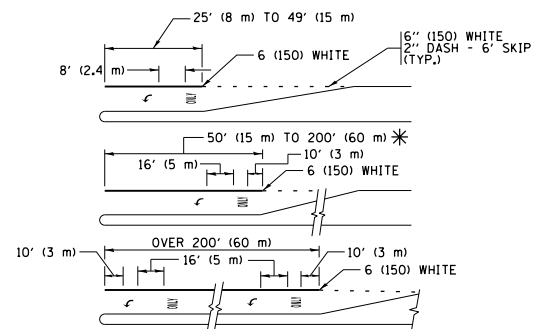 25' (8 m) TO 49' (15 m)
6 (150) WHITE
6" (150) WHITE
2" DASH - 6' SKIP
(TYP.)
8' (2.4 m)
ONLY
50' (15 m) TO 200' (60 m) *
16' (5 m)
10' (3 m)
6 (150) WHITE
ONLY
OVER 200' (60 m)
10' (3 m)
16' (5 m)
10' (3 m)
6 (150) WHITE
ONLY
ONLY